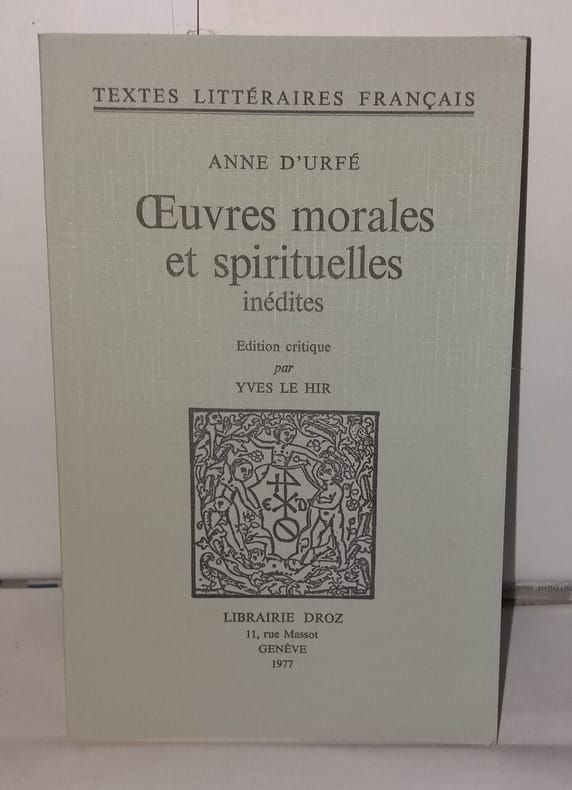 TEXTES LITTÉRAIRES FRANÇAIS
ANNE D'URFÉ
Œuvres morales
et spirituelles
inédites
Edition critique
par
YVES LE HIR
E D
LIBRAIRIE DROZ
11, rue Massot
GENÈVE
1977